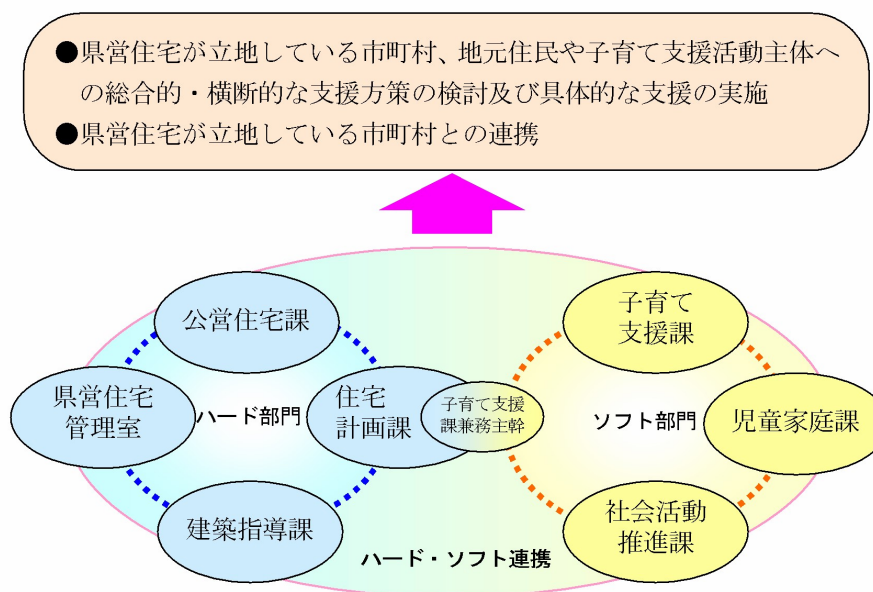 ●県営住宅が立地している市町村、地元住民や子育て支援活動主体へ
の総合的・横断的な支援方策の検討及び具体的な支援の実施
●県営住宅が立地している市町村との連携
公営住宅課
子育て
支援課
県営住宅
管理室
ハード部門
住宅
計画課
子育て支援
課兼務主幹
ソフト部門
児童家庭課
建築指導課
社会活動
推進課
ハード・ソフト連携